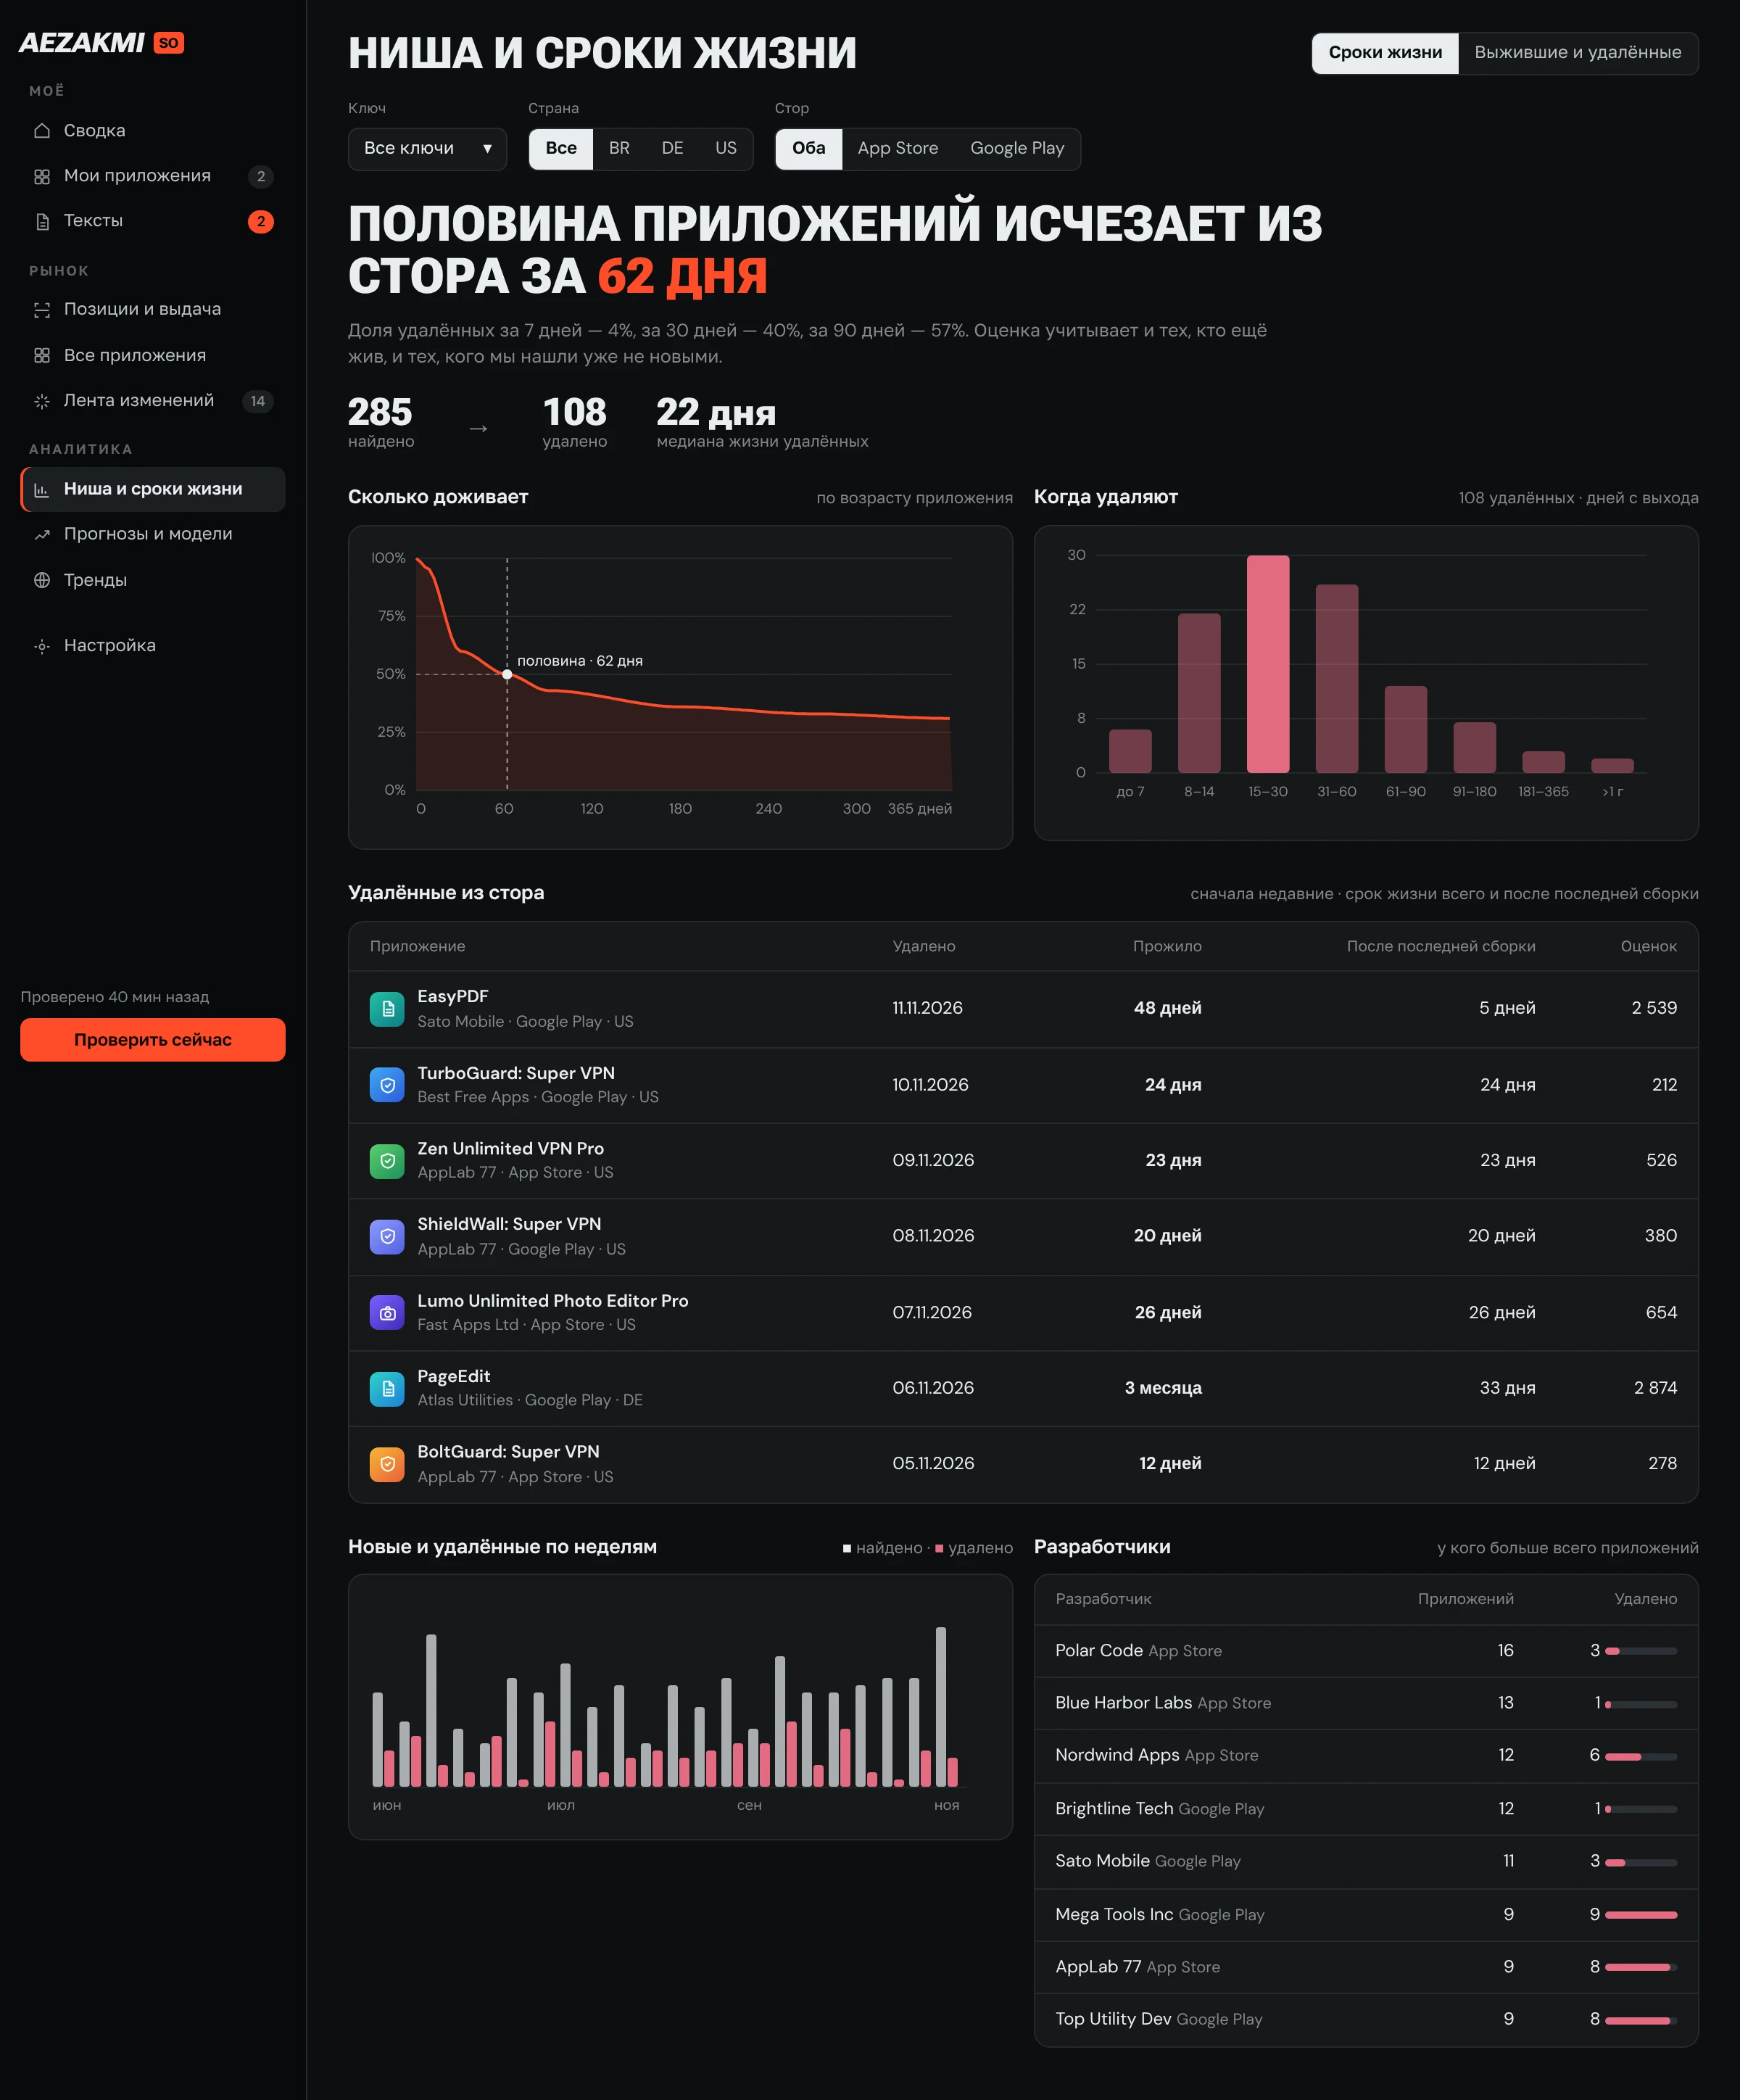 AEZAKMI SO
МОЁ
Сводка
Мои приложения 2
Тексты 2
РЫНОК
Позиции и выдача
Все приложения
Лента изменений 14
АНАЛИТИКА
Ниша и сроки жизни
Прогнозы и модели
Тренды
Настройка
Проверено 40 мин назад
Проверить сейчас
НИША И СРОКИ ЖИЗНИ
Сроки жизни Выжившие и удалённые
Ключ Страна Стор
Все ключи ▾ Все BR DE US Оба App Store Google Play
ПОЛОВИНА ПРИЛОЖЕНИЙ ИСЧЕЗАЕТ ИЗ
СТОРА ЗА 62 ДНЯ
Доля удалённых за 7 дней — 4%, за 30 дней — 40%, за 90 дней — 57%. Оценка учитывает и тех, кто ещё
жив, и тех, кого мы нашли уже не новыми.
285 → 108 22 дня
найдено удалено медиана жизни удалённых
Сколько доживает по возрасту приложения
100%
75%
50%
25%
0%
половина · 62 дня
0 60 120 180 240 300 365 дней
Когда удаляют 108 удалённых · дней с выхода
30
22
15
8
0
до 7 8–14 15–30 31–60 61–90 91–180 181–365 >1 г
Удалённые из стора сначала недавние · срок жизни всего и после последней сборки
Приложение Удалено Прожило После последней сборки Оценок
EasyPDF
Sato Mobile · Google Play · US
11.11.2026 48 дней 5 дней 2 539
TurboGuard: Super VPN
Best Free Apps · Google Play · US
10.11.2026 24 дня 24 дня 212
Zen Unlimited VPN Pro
AppLab 77 · App Store · US
09.11.2026 23 дня 23 дня 526
ShieldWall: Super VPN
AppLab 77 · Google Play · US
08.11.2026 20 дней 20 дней 380
Lumo Unlimited Photo Editor Pro
Fast Apps Ltd · App Store · US
07.11.2026 26 дней 26 дней 654
PageEdit
Atlas Utilities · Google Play · DE
06.11.2026 3 месяца 33 дня 2 874
BoltGuard: Super VPN
AppLab 77 · App Store · US
05.11.2026 12 дней 12 дней 278
Новые и удалённые по неделям ■ найдено · ■ удалено
июн июл сен ноя
Разработчики у кого больше всего приложений
Разработчик Приложений Удалено
Polar Code App Store 16 3
Blue Harbor Labs App Store 13 1
Nordwind Apps App Store 12 6
Brightline Tech Google Play 12 1
Sato Mobile Google Play 11 3
Mega Tools Inc Google Play 9 9
AppLab 77 App Store 9 8
Top Utility Dev Google Play 9 8